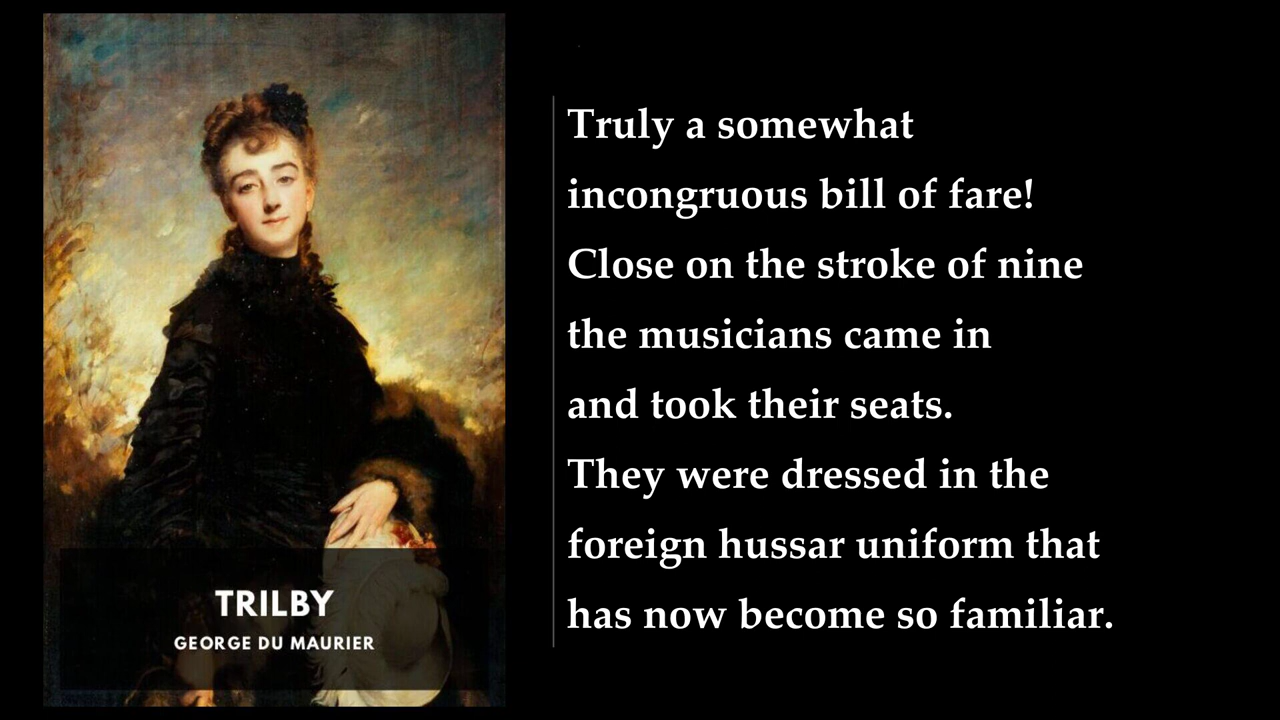 TRILBY
GEORGE DU MAURIER
Truly a somewhat
incongruous bill of fare!
Close on the stroke of nine
the musicians came in
and took their seats.
They were dressed in the
foreign hussar uniform that
has now become so familiar.